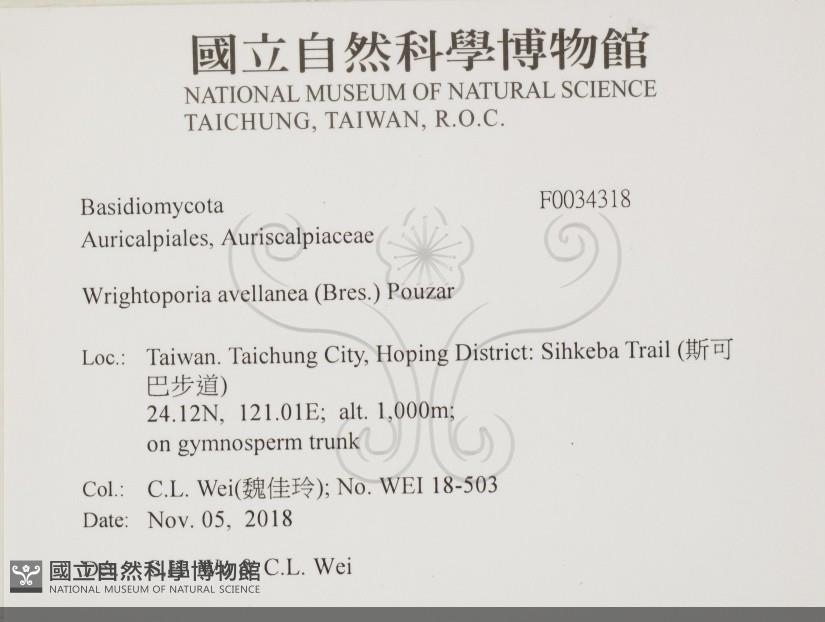 國立自然科學博物館
NATIONAL MUSEUM OF NATURAL SCIENCE
TAICHUNG, TAIWAN, R.O.C.
Basidiomycota F0034318
Auricalpiales, Auriscalpiaceae
Wrightoporia avellanea (Bres.) Pouzar
Loc.: Taiwan. Taichung City, Hoping District: Sihkeba Trail (斯可
巴步道)
24.12N, 121.01E; alt. 1,000m;
on gymnosperm trunk
Col.: C.L. Wei(魏佳玲); No. WEI 18-503
Date: Nov. 05, 2018
& C.L. Wei
國立自然科學博物館
NATIONAL MUSEUM OF NATURAL SCIENCE